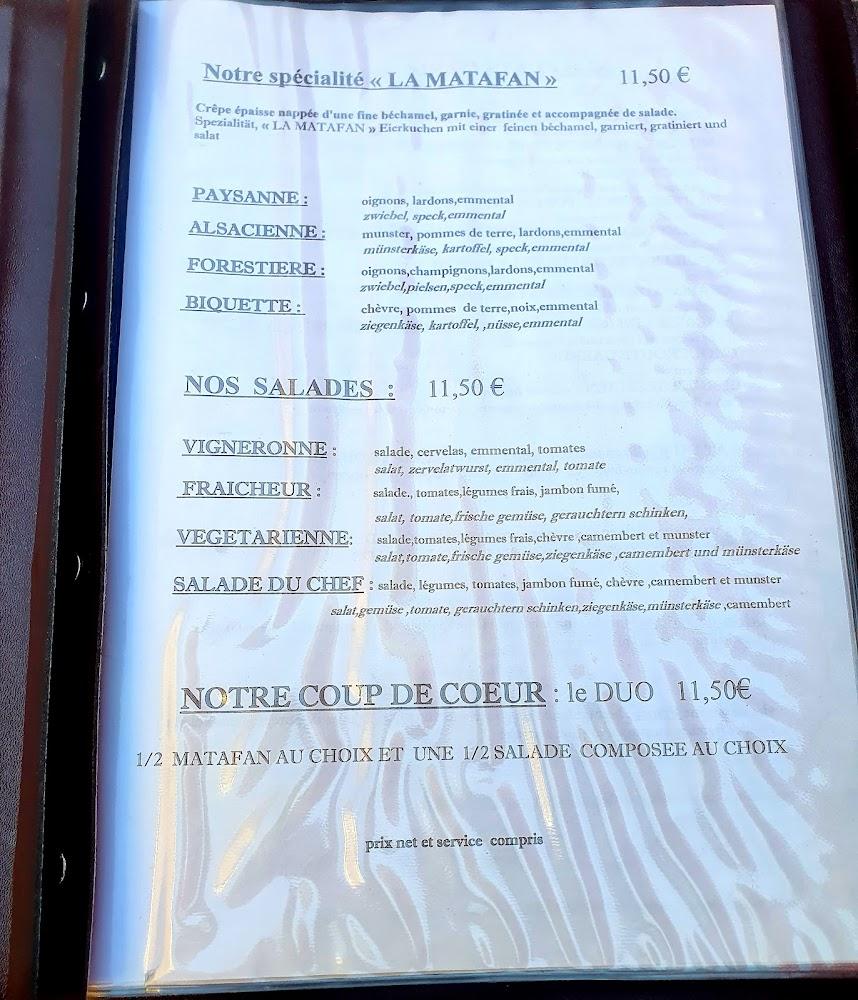 Notre spécialité « LA MATAFAN » 11,50 €
Crêpe épaisse nappée d'une fine béchamel, garnie, gratinée et accompagnée de salade.
Spezialität, « LA MATAFAN » Eierkuchen mit einer feinen béchamel, garniert, gratiniert und
salat
PAYSANNE : oignons, lardons,emmental
zwiebel, speck,emmental
ALSACIENNE : munster, pommes de terre, lardons,emmental
münsterkäse, kartoffel, speck,emmental
FORESTIERE : oignons,champignons,lardons,emmental
zwiebel,pielsen,speck,emmental
BIQUETTE : chèvre, pommes de terre,noix,emmental
ziegenkäse, kartoffel, ,nüsse,emmental
NOS SALADES : 11,50 €
VIGNERONNE : salade, cervelas, emmental, tomates
salat, zervelatwurst, emmental, tomate
FRAICHEUR : salade., tomates,légumes frais, jambon fumé,
salat, tomate,frische gemüse, gerauchtern schinken,
VEGETARIENNE; salade,tomates,légumes frais,chèvre ,camembert et munster
salat,tomate,frische gemüse,ziegenkäse ,camembert und münsterkäse
SALADE DU CHEF : salade, légumes, tomates, jambon fumé, chèvre ,camembert et munster
salat,gemüse ,tomate, gerauchtern schinken,ziegenkäse,münsterkäse ,camembert
NOTRE COUP DE COEUR : le DUO 11,50€
1/2 MATAFAN AU CHOIX ET UNE 1/2 SALADE COMPOSEE AU CHOIX
prix net et service compris